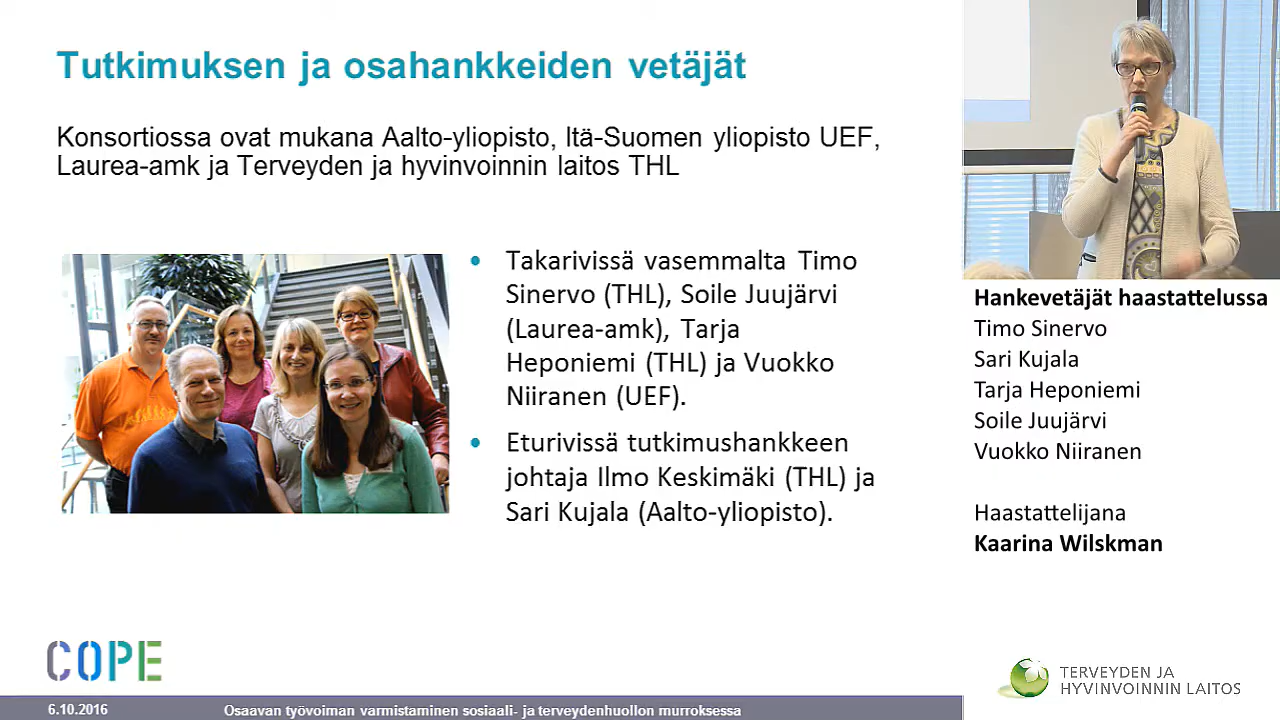 Tutkimuksen ja osahankkeiden vetäjät
Konsortiossa ovat mukana Aalto-yliopisto, Itä-Suomen yliopisto UEF,
Laurea-amk ja Terveyden ja hyvinvoinnin laitos THL
• Takarivissä vasemmalta Timo
Sinervo (THL), Soile Juujärvi
(Laurea-amk), Tarja
Heponiemi (THL) ja Vuokko
Niiranen (UEF).
• Eturivissä tutkimushankkeen
johtaja Ilmo Keskimäki (THL) ja
Sari Kujala (Aalto-yliopisto).
COPE
6.10.2016 Osaavan työvoiman varmistaminen sosiaali- ja terveydenhuollon murroksessa
Hankevetäjät haastattelussa
Timo Sinervo
Sari Kujala
Tarja Heponiemi
Soile Juujärvi
Vuokko Niiranen
Haastattelijana
Kaarina Wilskman
TERVEYDEN JA
HYVINVOINNIN LAITOS